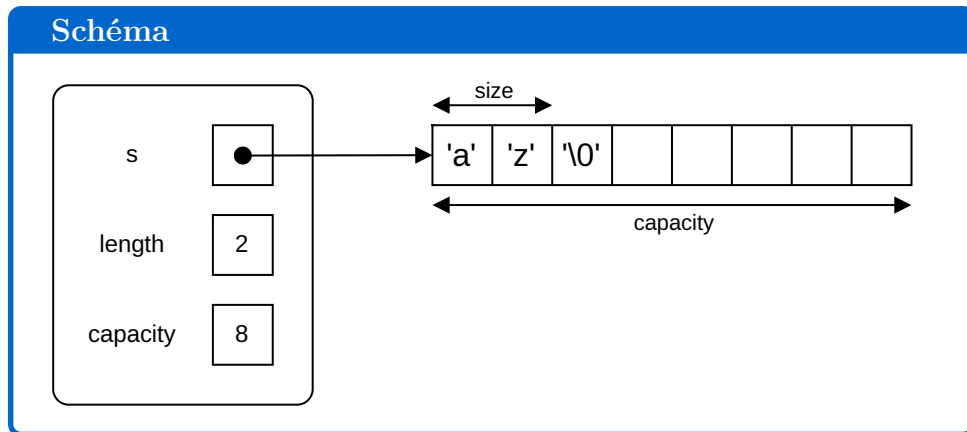 Schéma
size
s
'a' 'z' '\0'
capacity
length 2
capacity 8